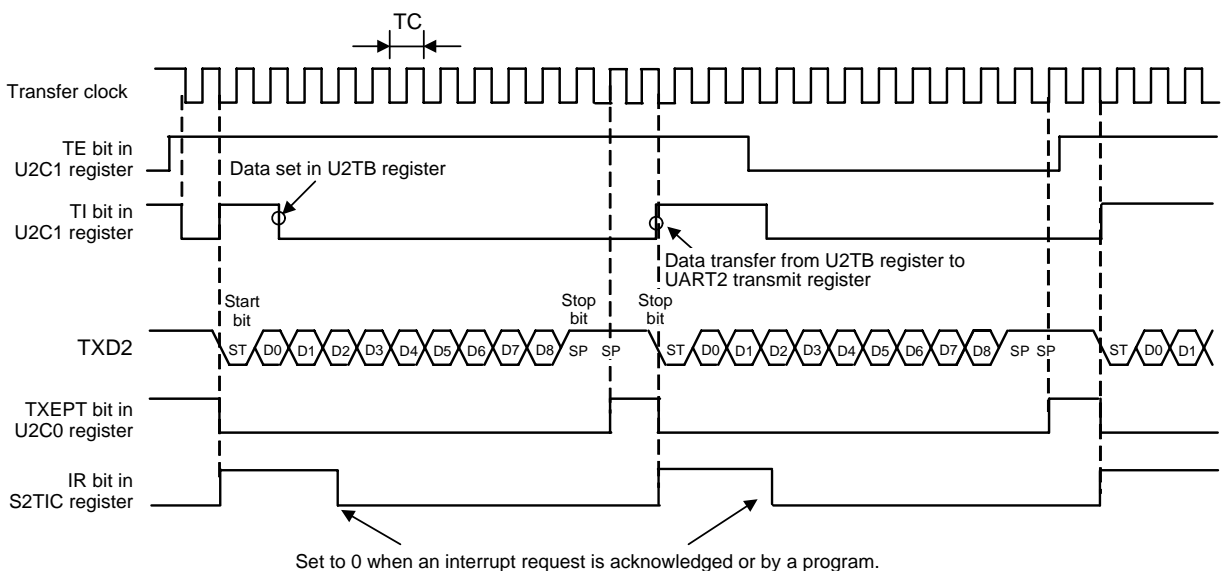 TC
Transfer clock
TE bit in
U2C1 register
Data set in U2TB register
TI bit in
U2C1 register
Data transfer from U2TB register to
UART2 transmit register
Start
bit
Stop
bit
Stop
bit
TXD2
ST D0 D1 D2 D3 D4 D5 D6 D7 D8 SP SP ST D0 D1 D2 D3 D4 D5 D6 D7 D8 SP SP ST D0 D1
TXEPT bit in
U2C0 register
IR bit in
S2TIC register
Set to 0 when an interrupt request is acknowledged or by a program.